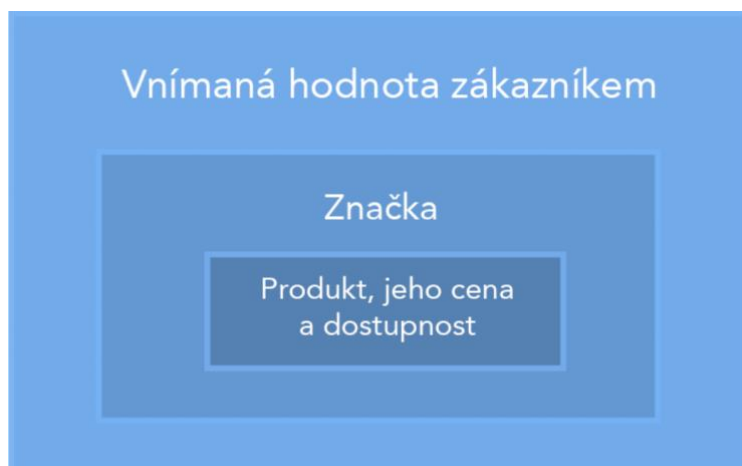 Vnímaná hodnota zákazníkem
Značka
Produkt, jeho cena
a dostupnost